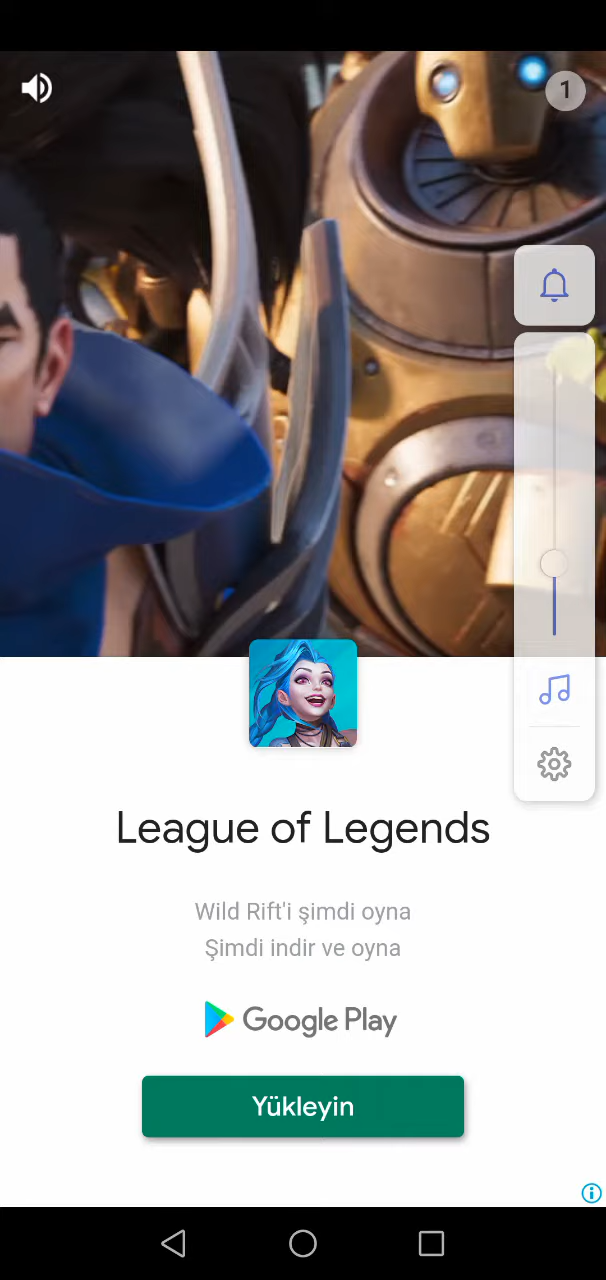 1
League of Legends
Wild Rift'i şimdi oyna
Şimdi indir ve oyna
Google Play
Yükleyin